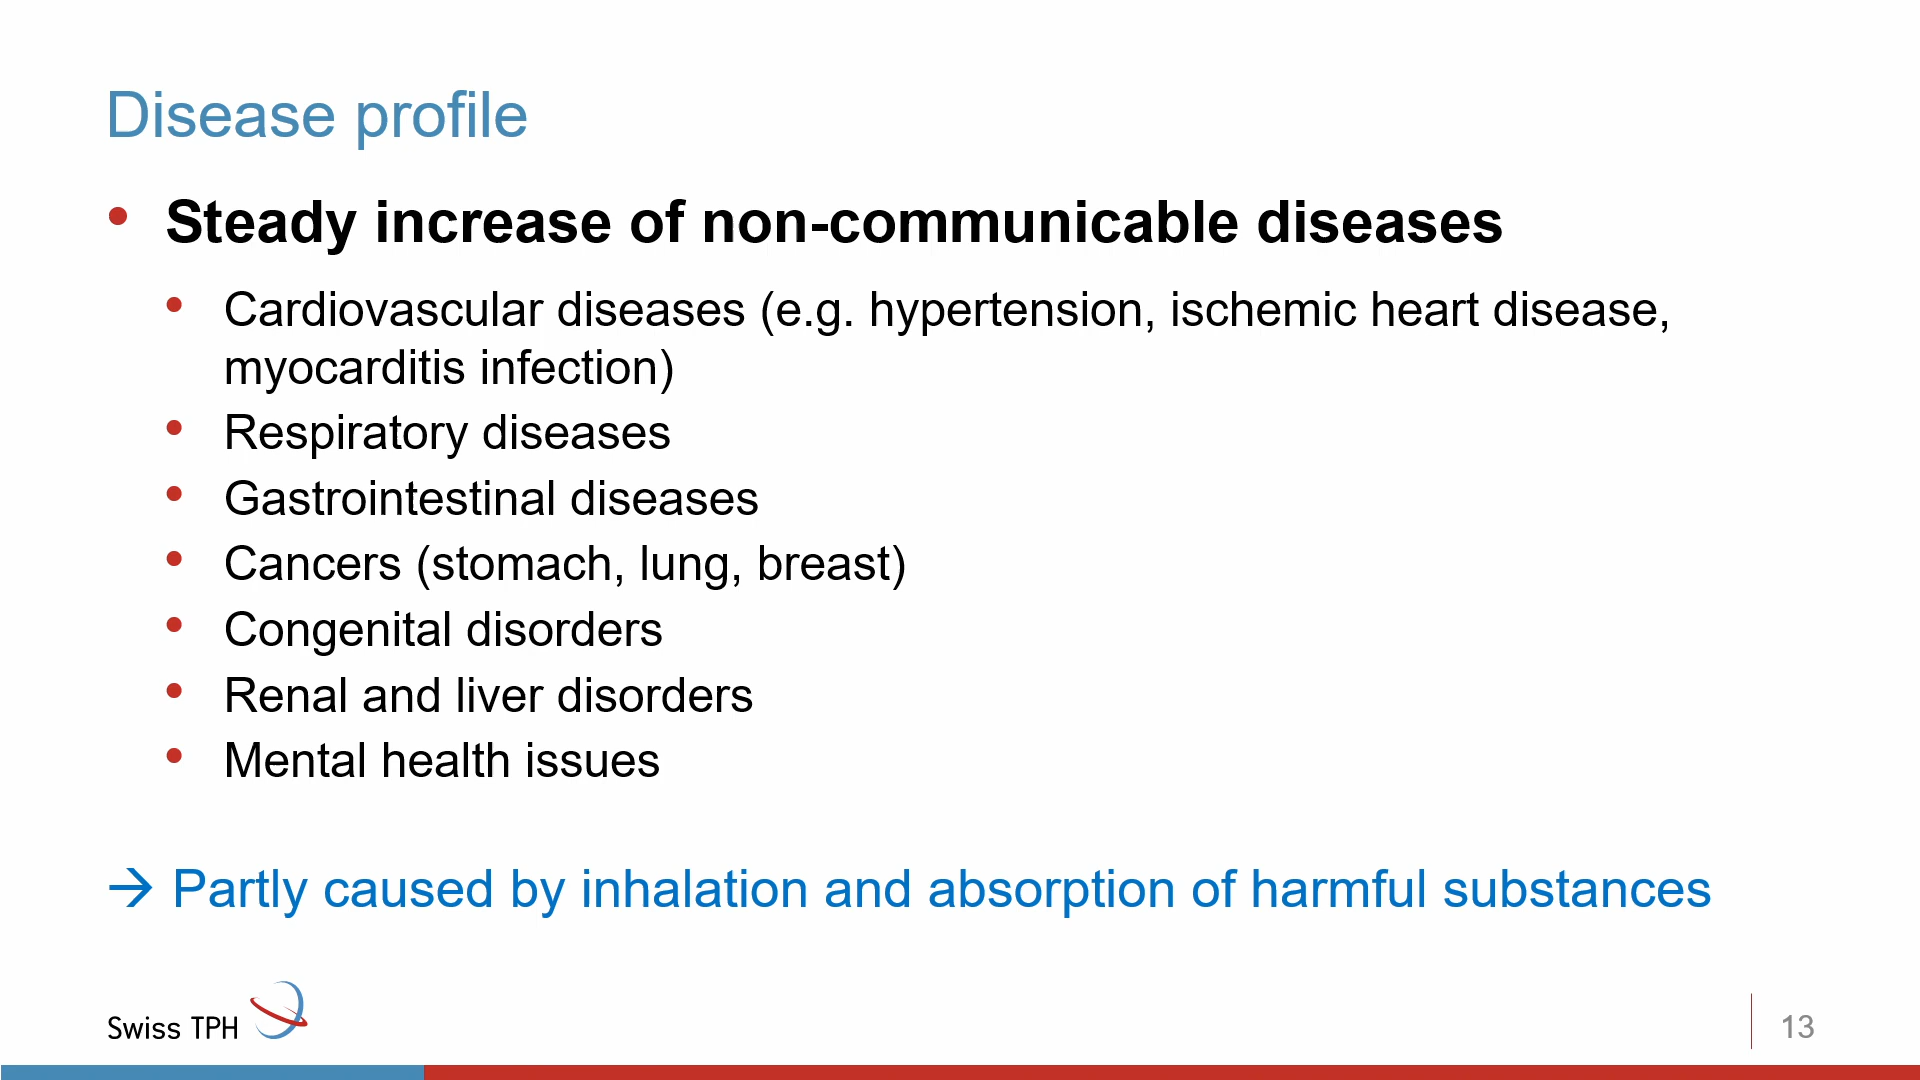 Disease profile
• Steady increase of non-communicable diseases
• Cardiovascular diseases (e.g. hypertension, ischemic heart disease,
myocarditis infection)
• Respiratory diseases
• Gastrointestinal diseases
• Cancers (stomach, lung, breast)
• Congenital disorders
• Renal and liver disorders
• Mental health issues
→ Partly caused by inhalation and absorption of harmful substances
Swiss TPH
13